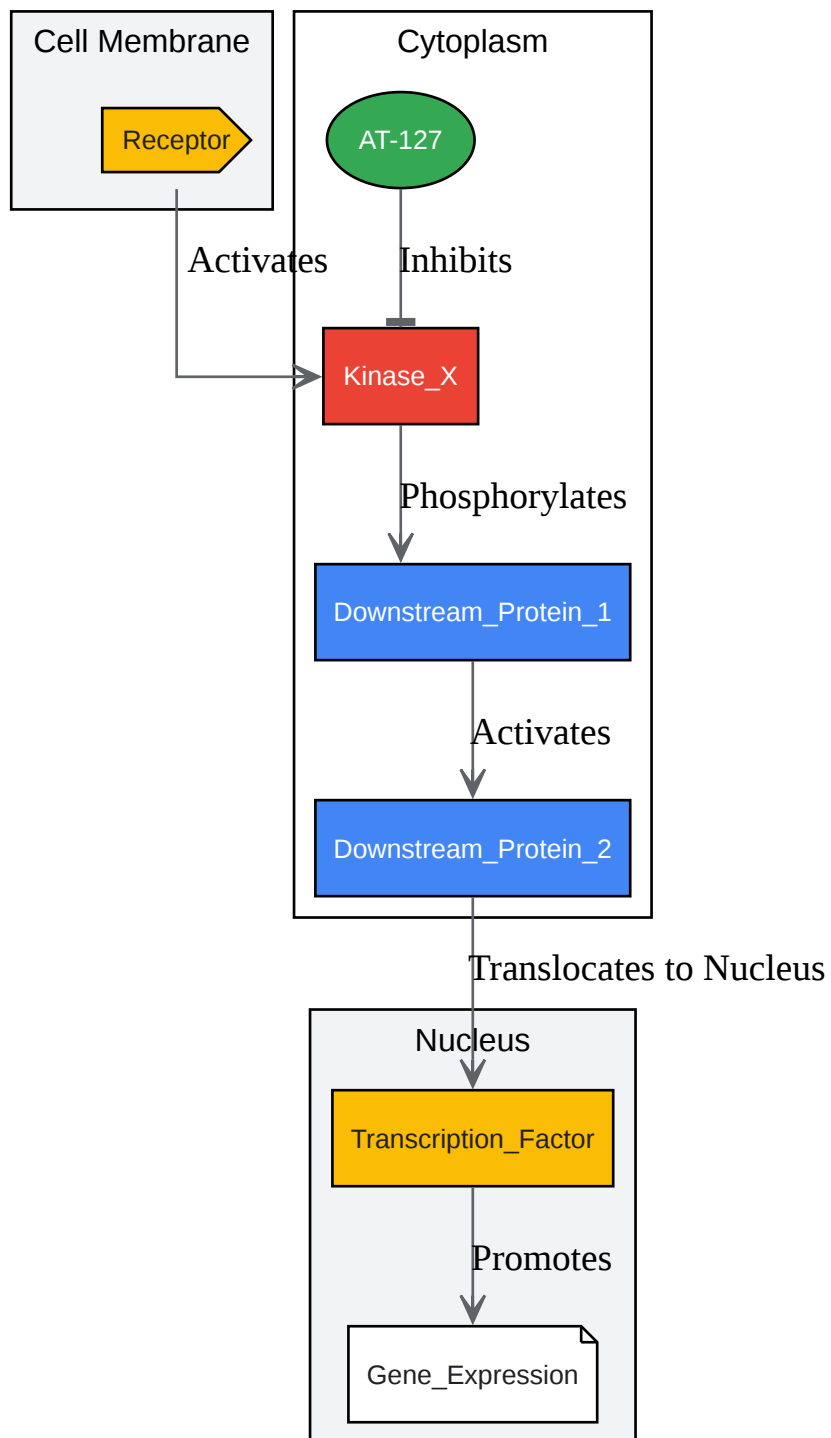 Cell Membrane
Cytoplasm
Receptor
AT-127
Activates
Inhibits
Kinase_X
Phosphorylates
Downstream_Protein_1
Activates
Downstream_Protein_2
Translocates to Nucleus
Nucleus
Transcription_Factor
Promotes
Gene_Expression